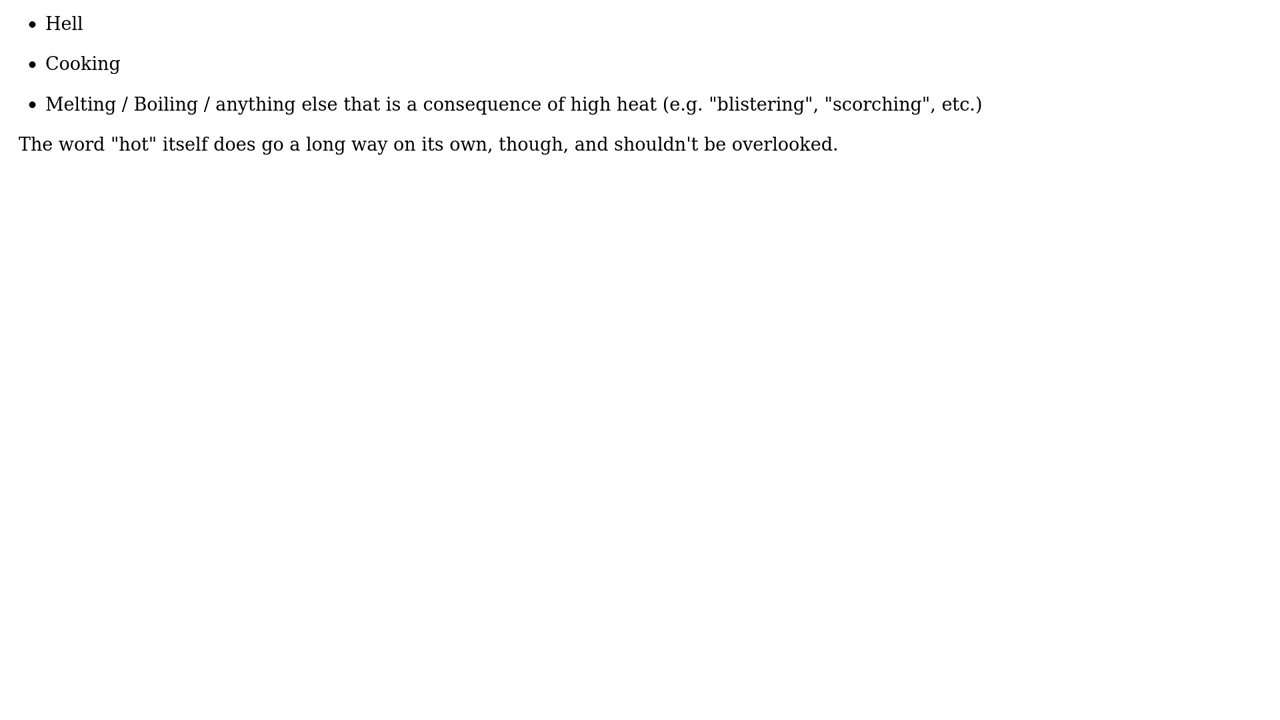 • Hell
• Cooking
• Melting / Boiling / anything else that is a consequence of high heat (e.g. "blistering", "scorching", etc.)
The word "hot" itself does go a long way on its own, though, and shouldn't be overlooked.